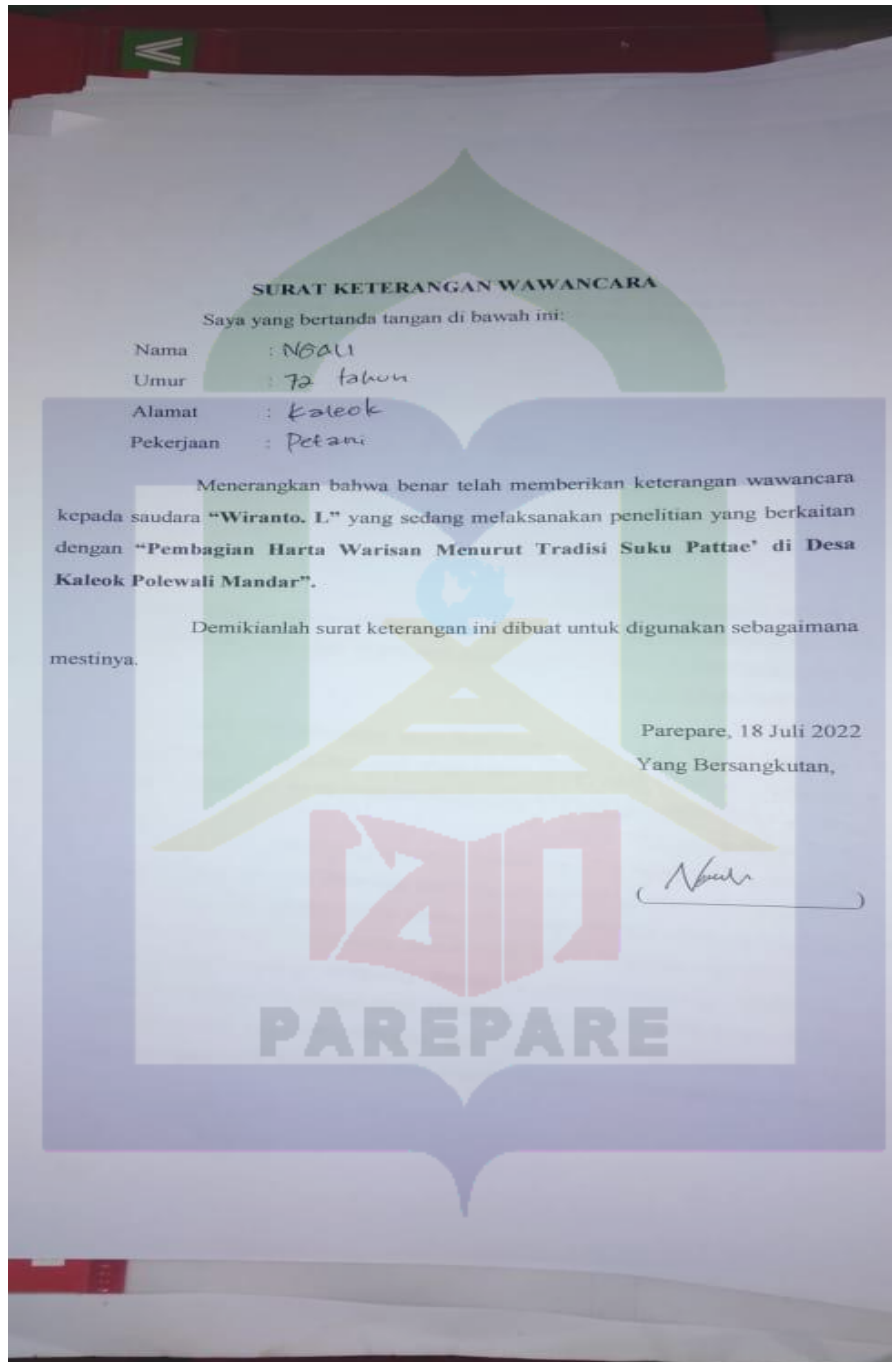 SURAT KETERANGAN WAWANCARA
Saya yang bertanda tangan di bawah ini:
Nama : NGALI
Umur : 72 tahun
Alamat : Kaleok
Pekerjaan : Petani
Menerangkan bahwa benar telah memberikan keterangan wawancara
kepada saudara “Wiranto. L” yang sedang melaksanakan penelitian yang berkaitan
dengan “Pembagian Harta Warisan Menurut Tradisi Suku Pattae’ di Desa
Kaleok Polewali Mandar”.
Demikianlah surat keterangan ini dibuat untuk digunakan sebagaimana
mestinya.
Parepare, 18 Juli 2022
Yang Bersangkutan,
( )
iain
PAREPARE